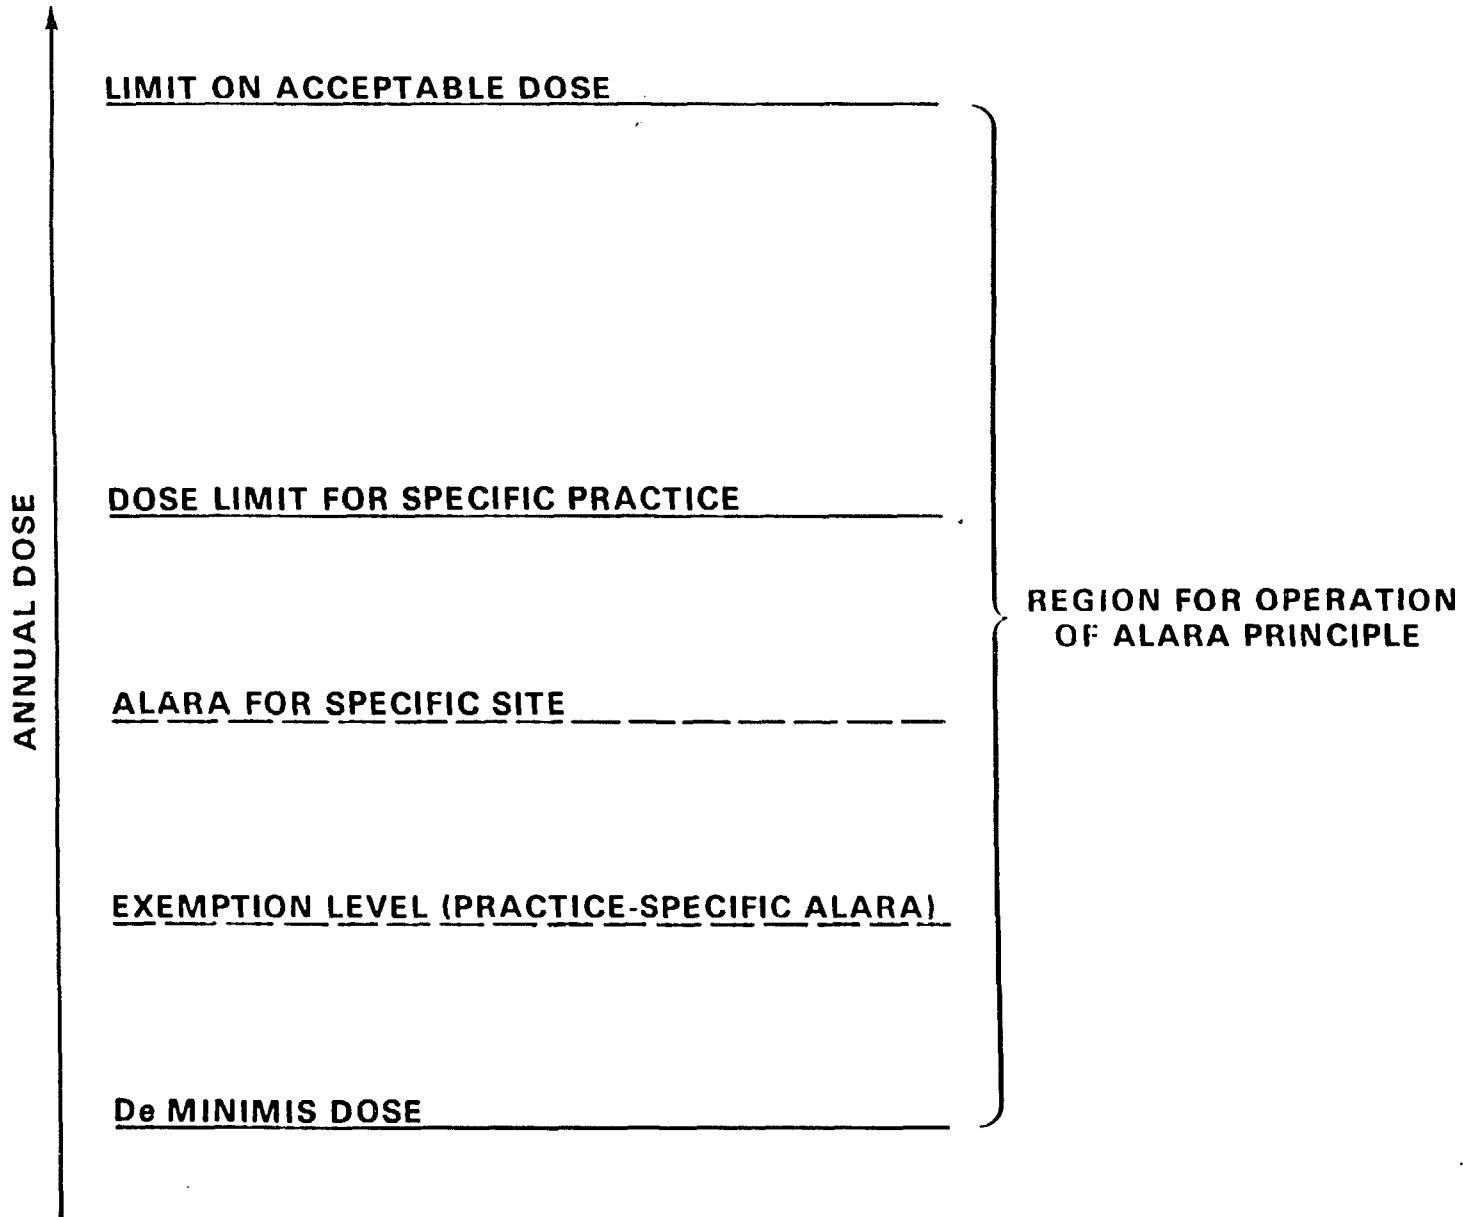 LIMIT ON ACCEPTABLE DOSE
DOSE LIMIT FOR SPECIFIC PRACTICE
ANNUAL DOSE
REGION FOR OPERATION
OF ALARA PRINCIPLE
ALARA FOR SPECIFIC SITE
EXEMPTION LEVEL (PRACTICE-SPECIFIC ALARA)
De MINIMIS DOSE